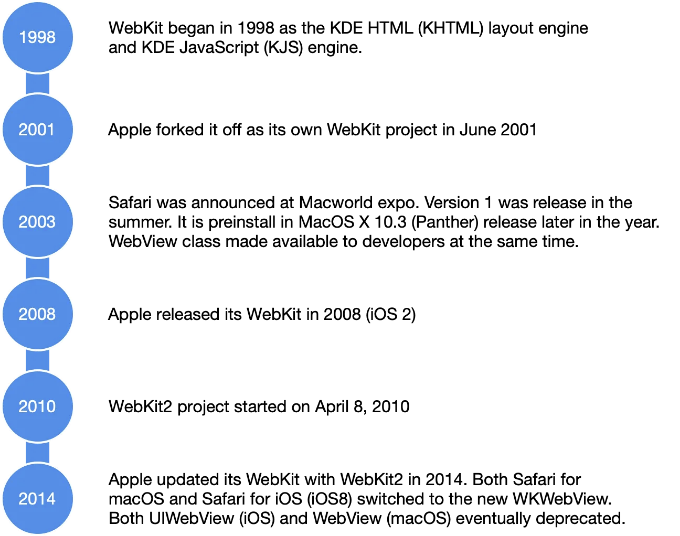 1998
WebKit began in 1998 as the KDE HTML (KHTML) layout engine
and KDE JavaScript (KJS) engine.
2001
Apple forked it off as its own WebKit project in June 2001
2003
Safari was announced at Macworld expo. Version 1 was release in the
summer. It is preinstall in MacOS X 10.3 (Panther) release later in the year.
WebView class made available to developers at the same time.
2008
Apple released its WebKit in 2008 (iOS 2)
2010
WebKit2 project started on April 8, 2010
2014
Apple updated its WebKit with WebKit2 in 2014. Both Safari for
macOS and Safari for iOS (iOS8) switched to the new WKWebView.
Both UIWebView (iOS) and WebView (macOS) eventually deprecated.